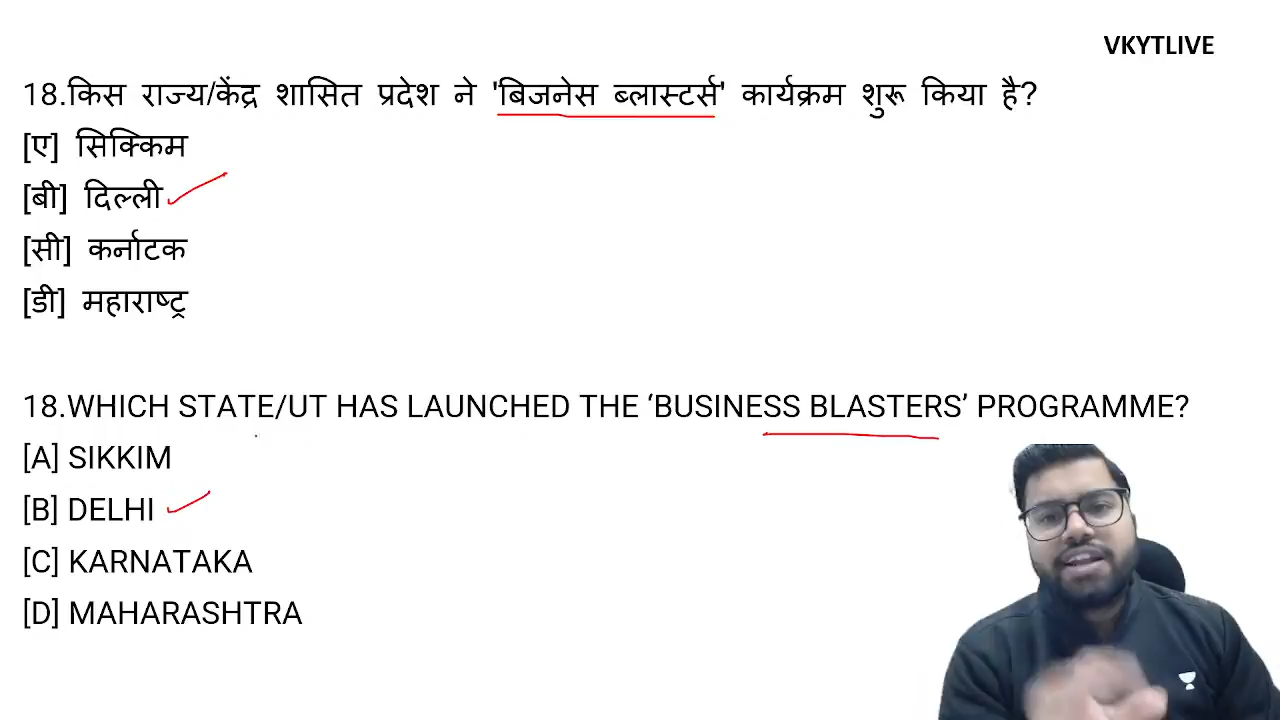 VKYTLIVE
18.किस राज्य/केंद्र शासित प्रदेश ने 'बिजनेस ब्लास्टर्स' कार्यक्रम शुरू किया है?
[ए] सिक्किम
[बी] दिल्ली
[सी] कर्नाटक
[डी] महाराष्ट्र
18.WHICH STATE/UT HAS LAUNCHED THE ‘BUSINESS BLASTERS’ PROGRAMME?
[A] SIKKIM
[B] DELHI
[C] KARNATAKA
[D] MAHARASHTRA